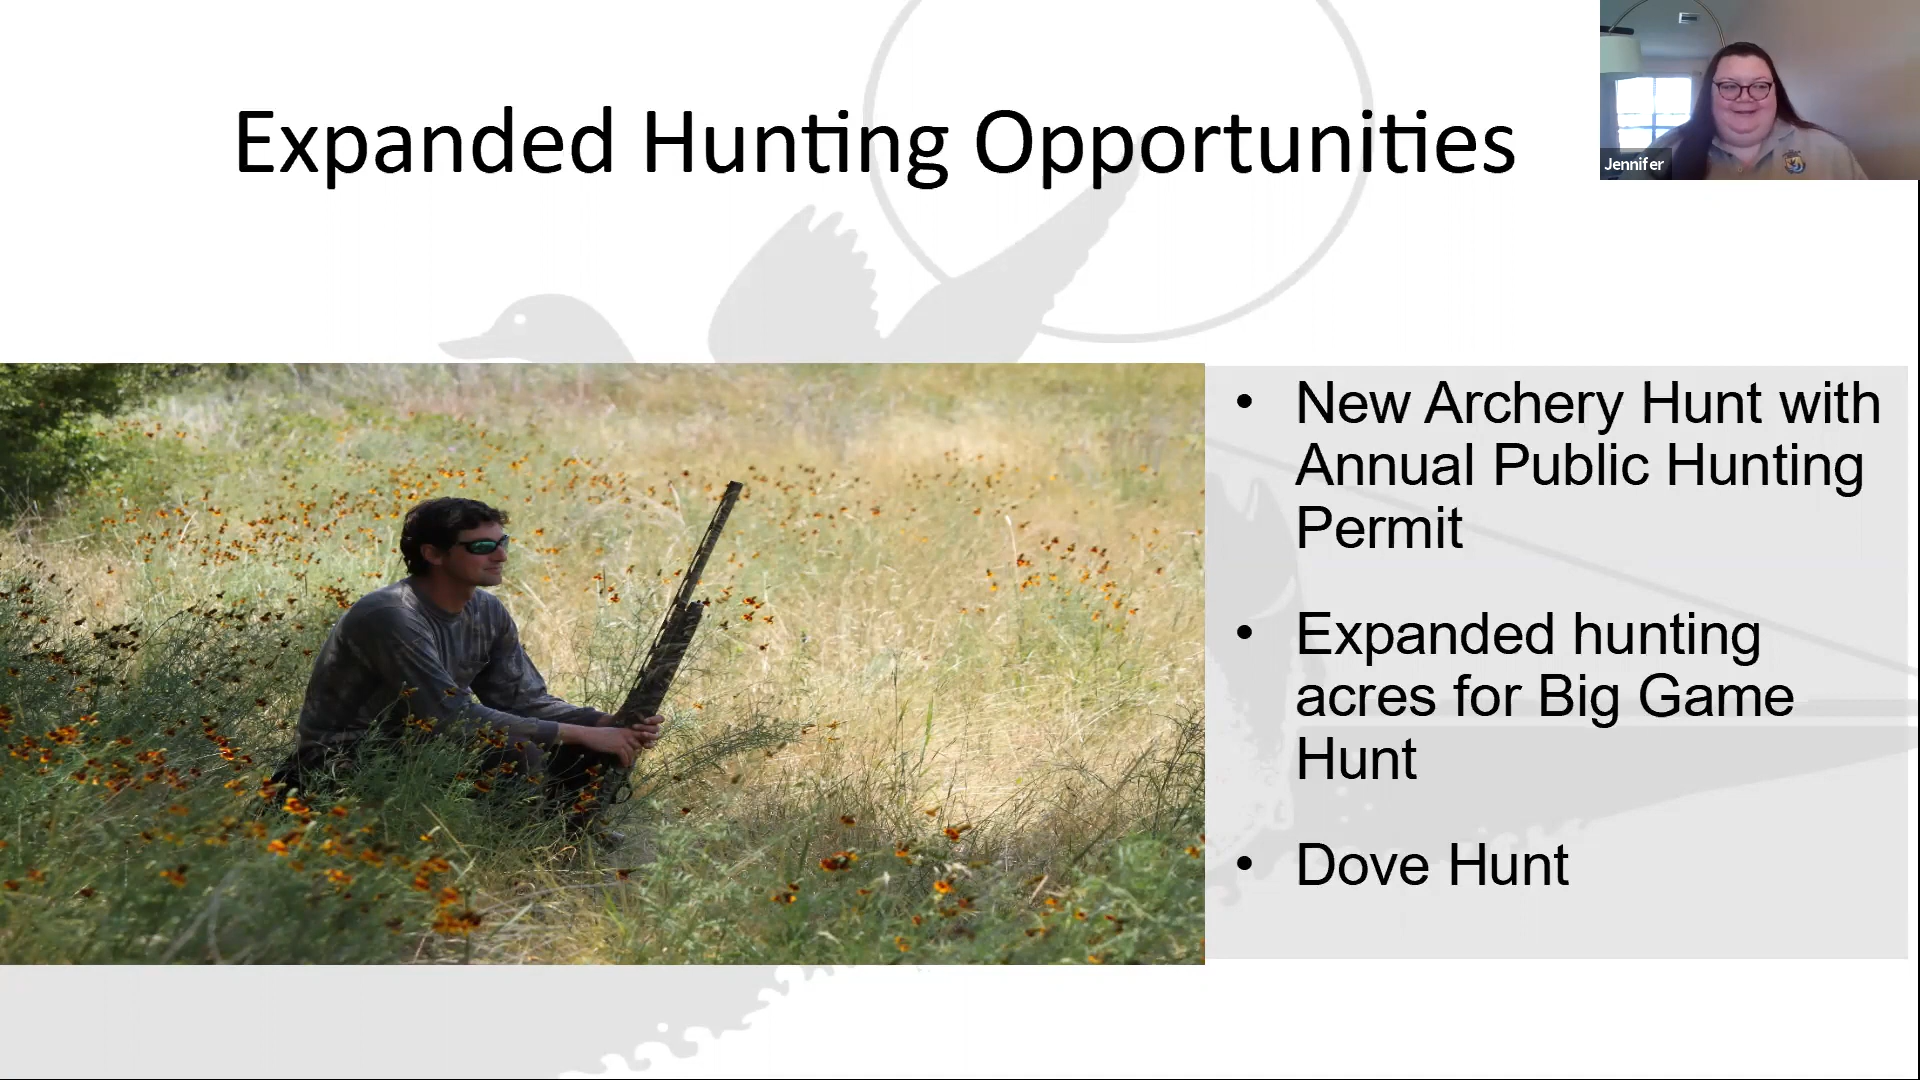 Expanded Hunting Opportunities
Jennifer
• New Archery Hunt with
Annual Public Hunting
Permit
• Expanded hunting
acres for Big Game
Hunt
• Dove Hunt